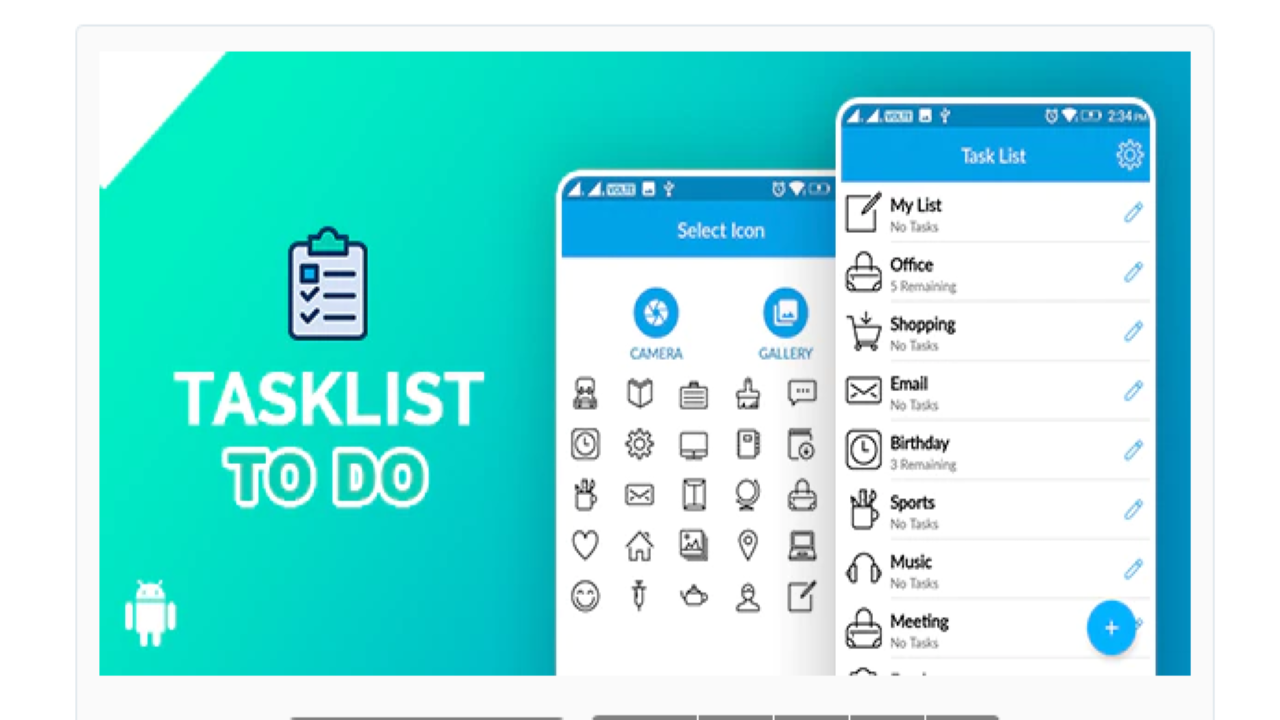 TASKLIST
TO DO
VOLTE
Select Icon
CAMERA
GALLERY
VOLTE
2:34 PM
Task List
My List
No Tasks
Office
5 Remaining
Shopping
No Tasks
Email
No Tasks
Birthday
3 Remaining
Sports
No Tasks
Music
No Tasks
Meeting
No Tasks
+